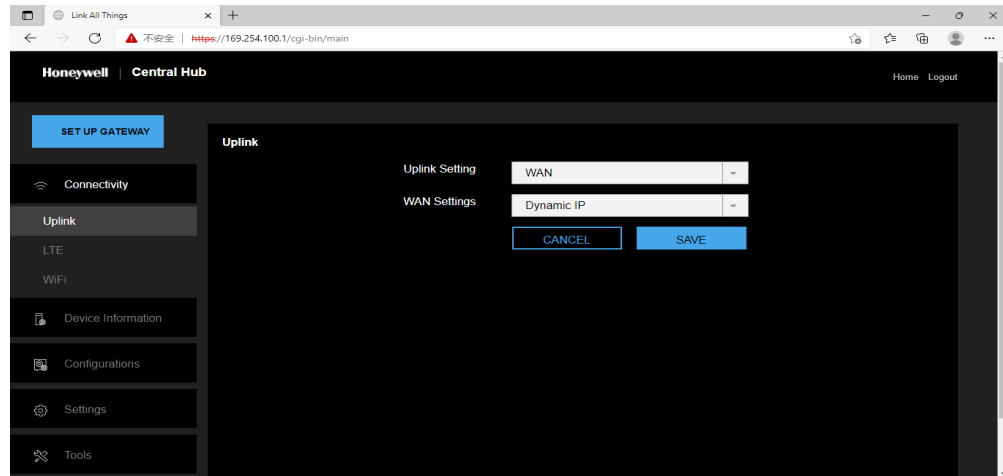 Link All Things
不安全 | https://169.254.100.1/cgi-bin/main
Honeywell | Central Hub
Home Logout
SET UP GATEWAY
Connectivity
Uplink
LTE
WiFi
Device Information
Configurations
Settings
Tools
Uplink
Uplink Setting WAN
WAN Settings Dynamic IP
CANCEL SAVE